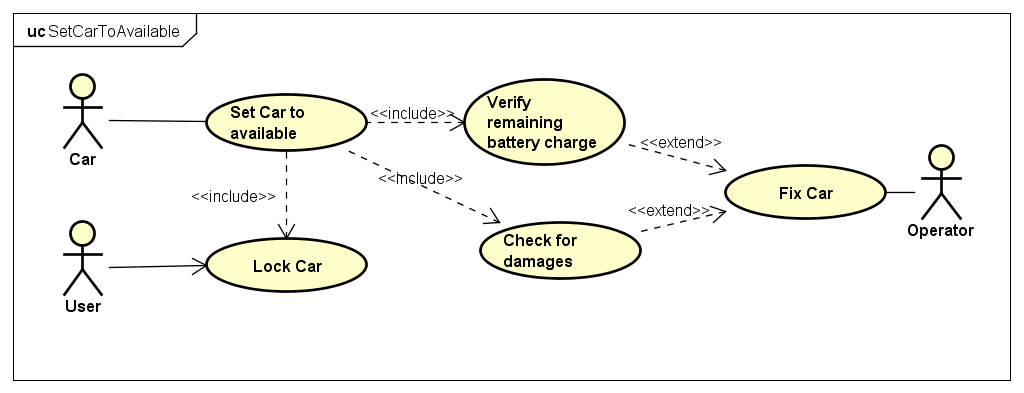 uc SetCarToAvailable
Car
Set Car to
available
<<include>>
Verify
remaining
battery charge
<<extend>>
<<include>>
<<include>>
Fix Car
Operator
<<extend>>
User
Lock Car
Check for
damages